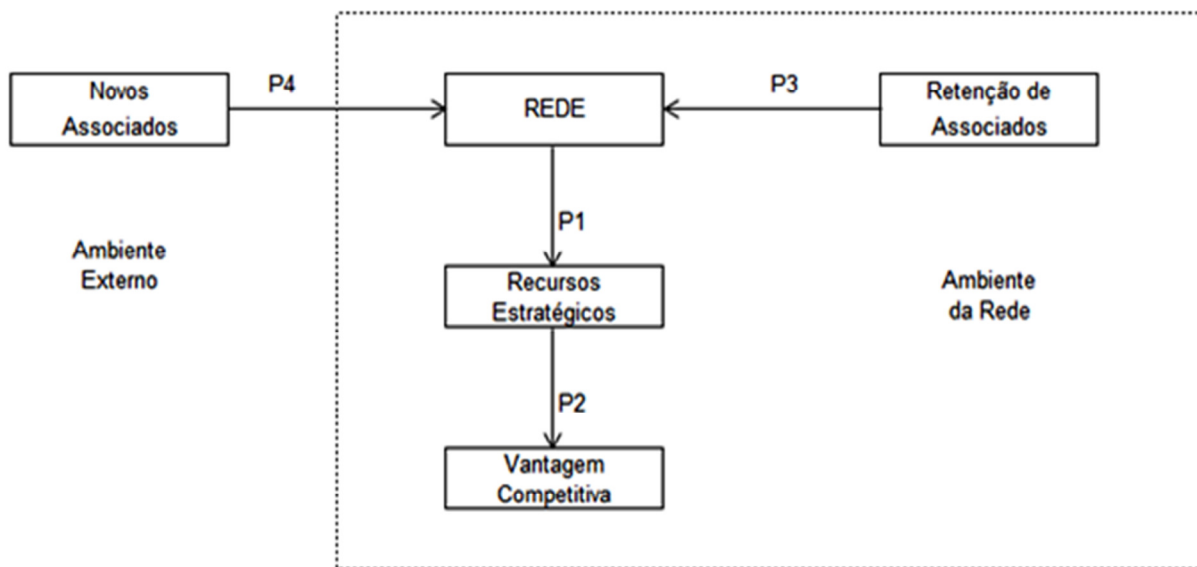 Novos
Associados
P4
REDE
P3
Retenção de
Associados
P1
Ambiente
Externo
Recursos
Estratégicos
Ambiente
da Rede
P2
Vantagem
Competitiva